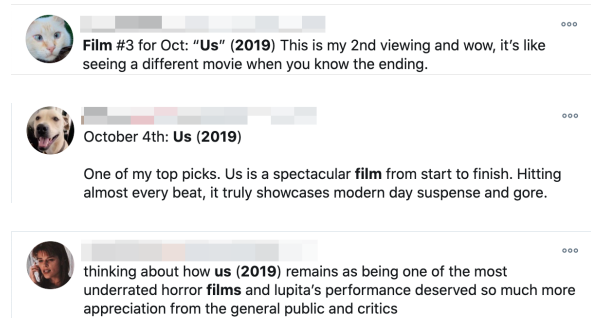 Film #3 for Oct: “Us” (2019) This is my 2nd viewing and wow, it’s like
seeing a different movie when you know the ending.
October 4th: Us (2019)
One of my top picks. Us is a spectacular film from start to finish. Hitting
almost every beat, it truly showcases modern day suspense and gore.
thinking about how us (2019) remains as being one of the most
underrated horror films and lupita’s performance deserved so much more
appreciation from the general public and critics